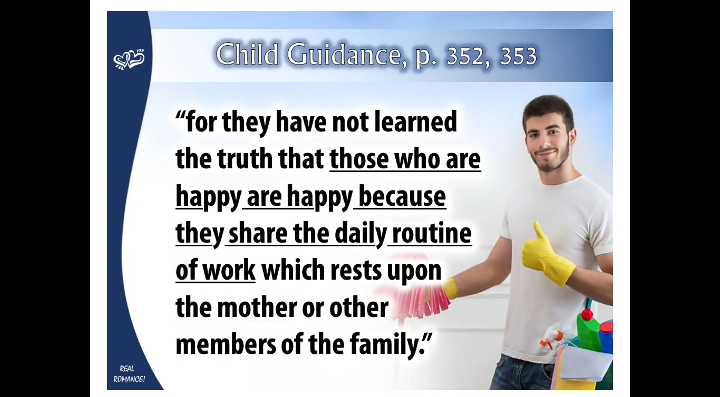 Child Guidance, p. 352, 353
“for they have not learned
the truth that those who are
happy are happy because
they share the daily routine
of work which rests upon
the mother or other
members of the family.”
REAL
ROMANCE!